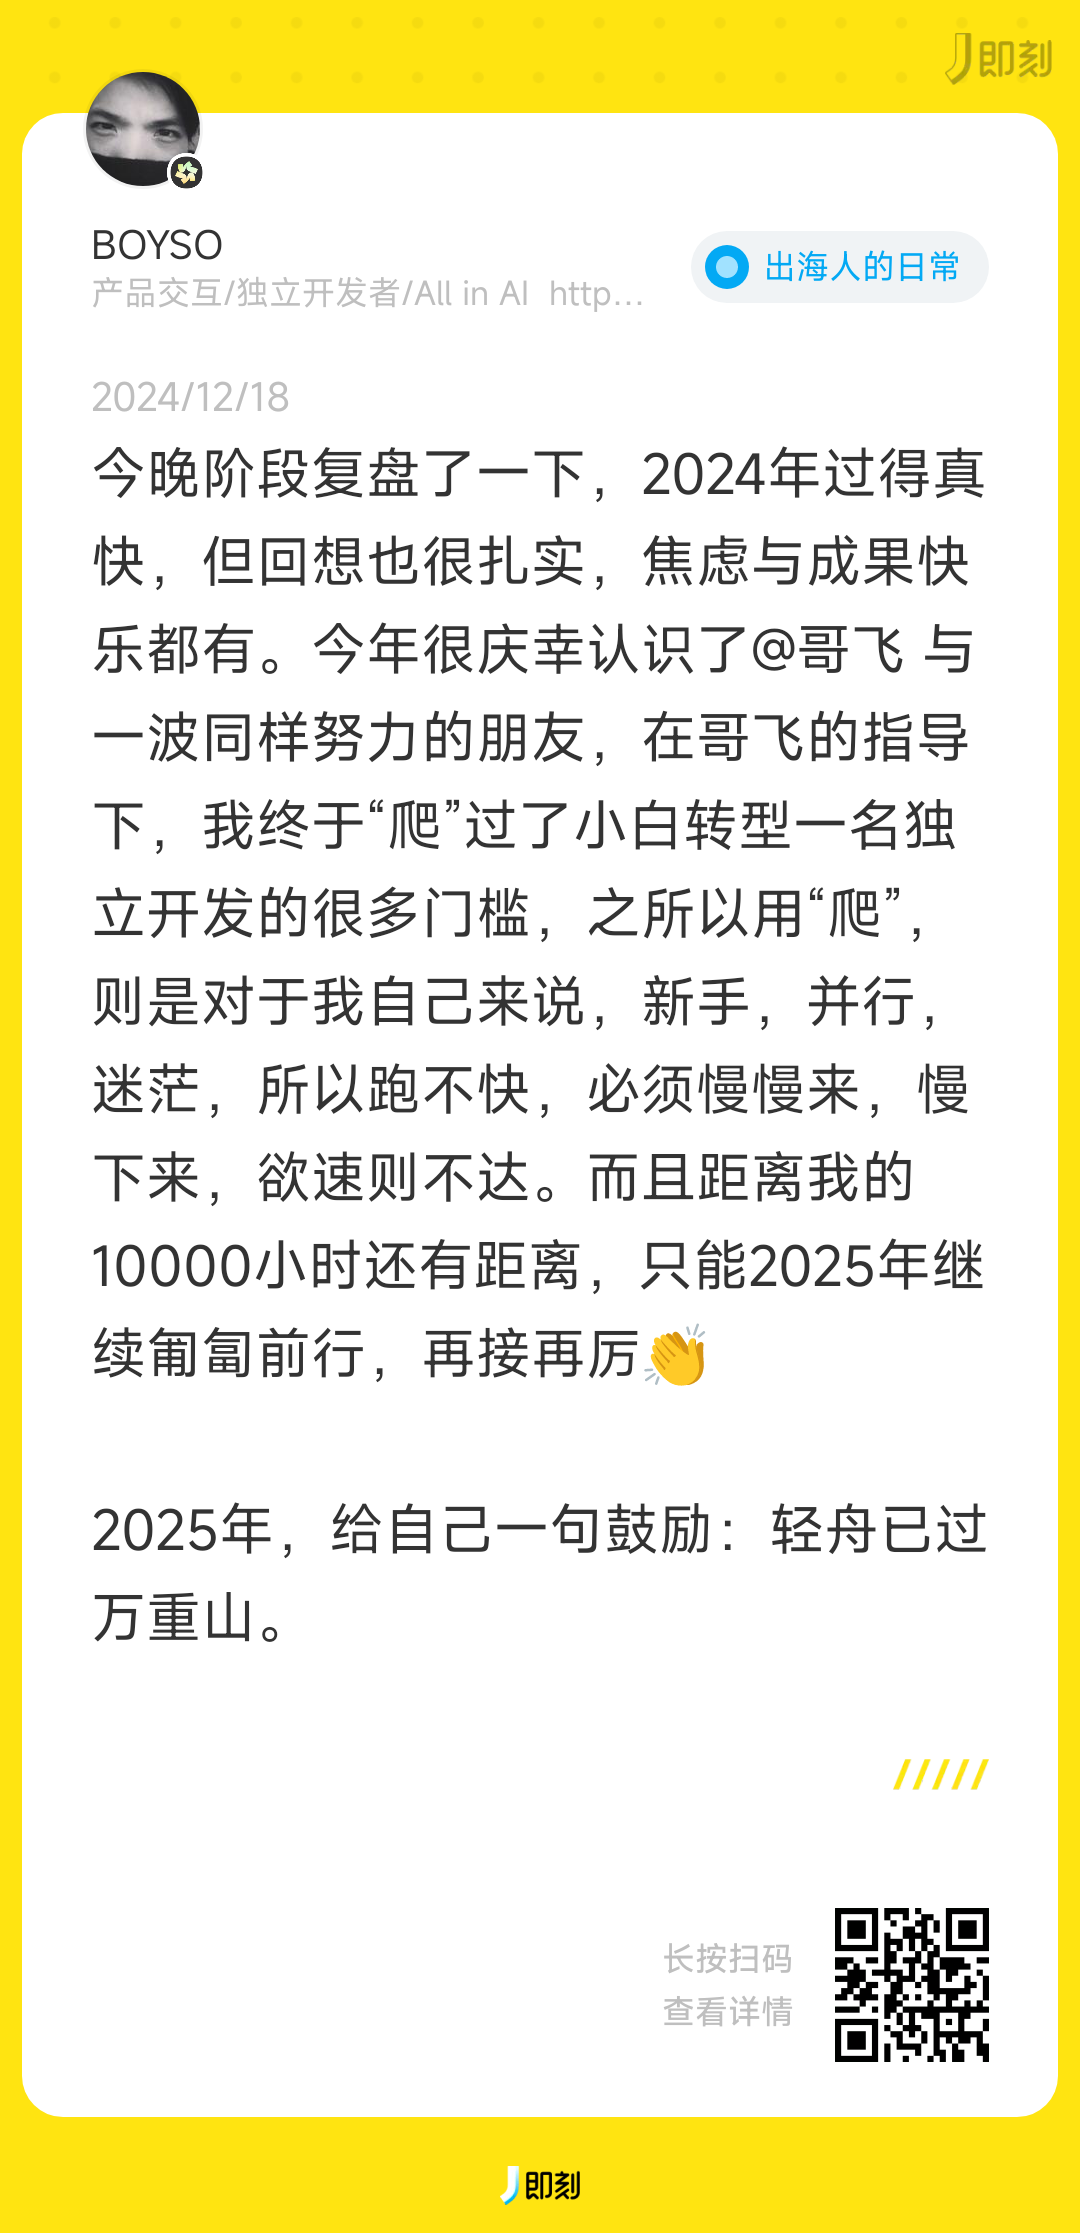 即刻
BOYSO
产品交互/独立开发者/All in AI  http...
出海人的日常
2024/12/18
今晚阶段复盘了一下，2024年过得真
快，但回想也很扎实，焦虑与成果快
乐都有。今年很庆幸认识了@哥飞 与
一波同样努力的朋友，在哥飞的指导
下，我终于“爬”过了小白转型一名独
立开发的很多门槛，之所以用“爬”，
则是对于我自己来说，新手，并行，
迷茫，所以跑不快，必须慢慢来，慢
下来，欲速则不达。而且距离我的
10000小时还有距离，只能2025年继
续匍匐前行，再接再厉👏
2025年，给自己一句鼓励：轻舟已过
万重山。
长按扫码
查看详情
即刻